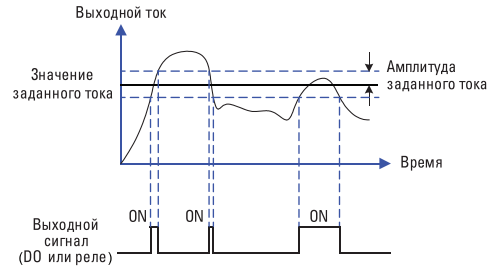 Выходной ток
Значение
заданного тока
Амплитуда
заданного тока
Время
ON
ON
ON
Выходной
сигнал
(DO или реле)